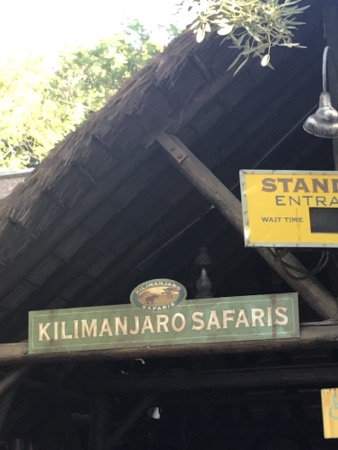 STAND
ENTRA
WAIT TIME
KILIMANJARO
SAFARIS
KILIMANJARO SAFARIS